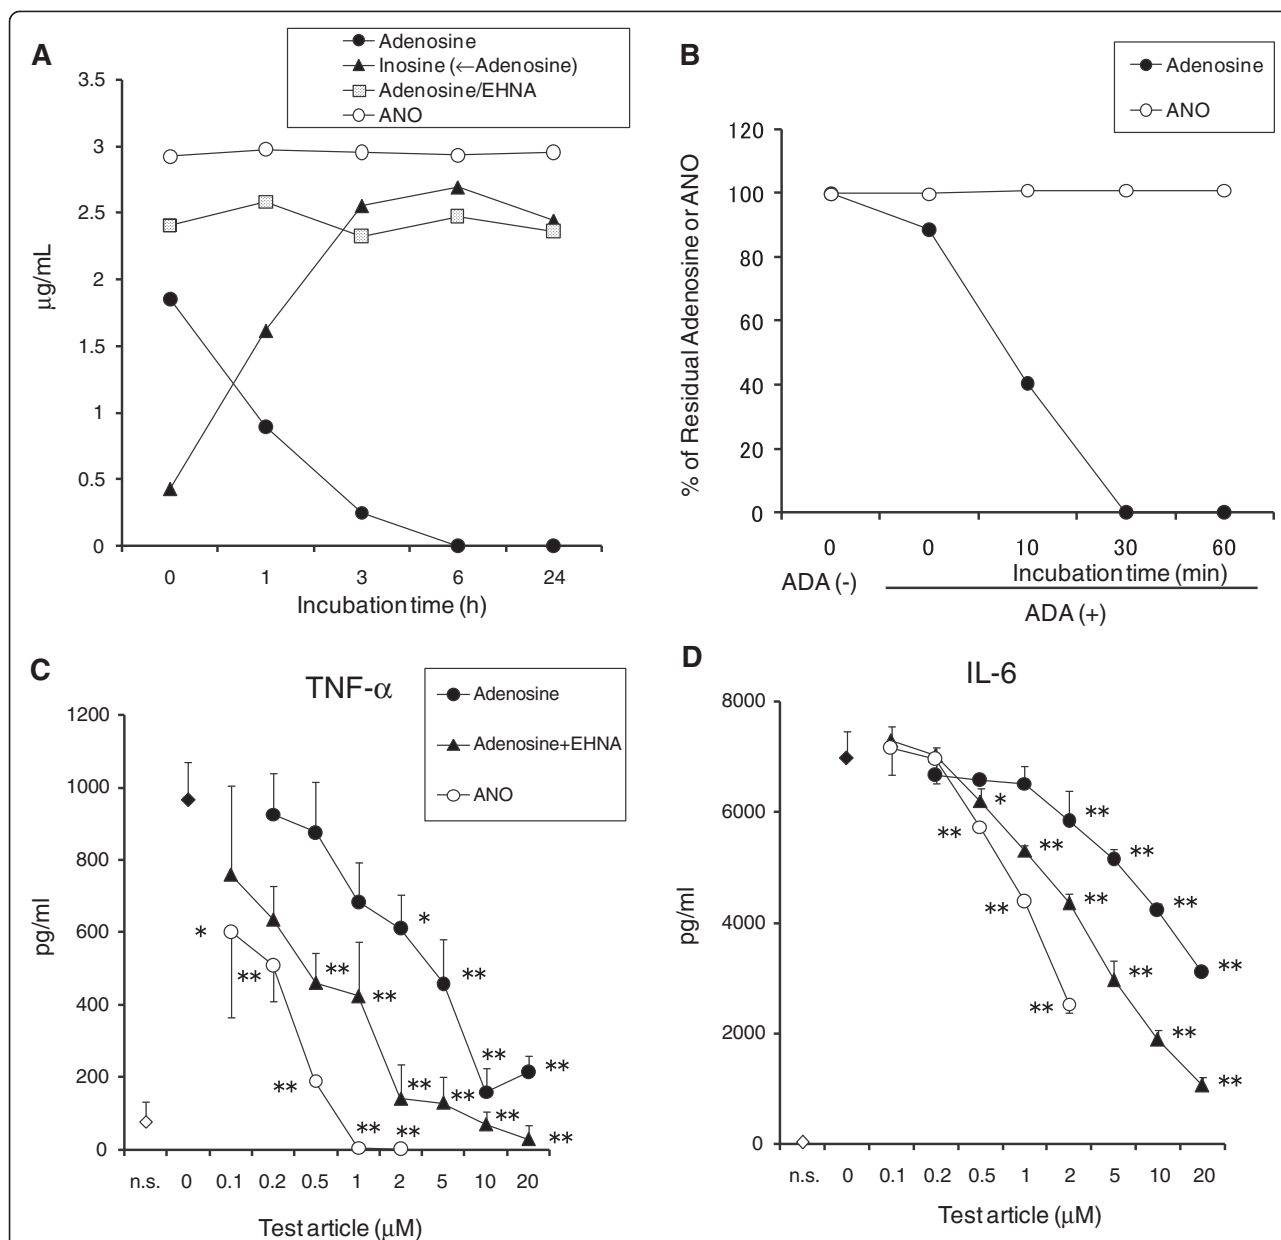 A
Adenosine
Inosine (←Adenosine)
Adenosine/EHNA
ANO
3.5
3
2.5
2
1.5
1
0.5
0
μg/mL
0 1 3 6 24
Incubation time (h)
B
Adenosine
ANO
120
100
80
60
40
20
0
% of Residual Adenosine or ANO
0 0 10 30 60
Incubation time (min)
ADA (-)
ADA (+)
C
TNF-α
Adenosine
Adenosine+EHNA
ANO
1200
1000
800
600
400
200
0
pg/ml
*
**
**
**
**
**
**
**
**
**
**
*
**
**
**
n.s. 0 0.1 0.2 0.5 1 2 5 10 20
Test article (μM)
D
IL-6
8000
6000
4000
2000
0
pg/ml
**
**
**
*
**
**
**
**
**
**
**
**
**
n.s. 0 0.1 0.2 0.5 1 2 5 10 20
Test article (μM)